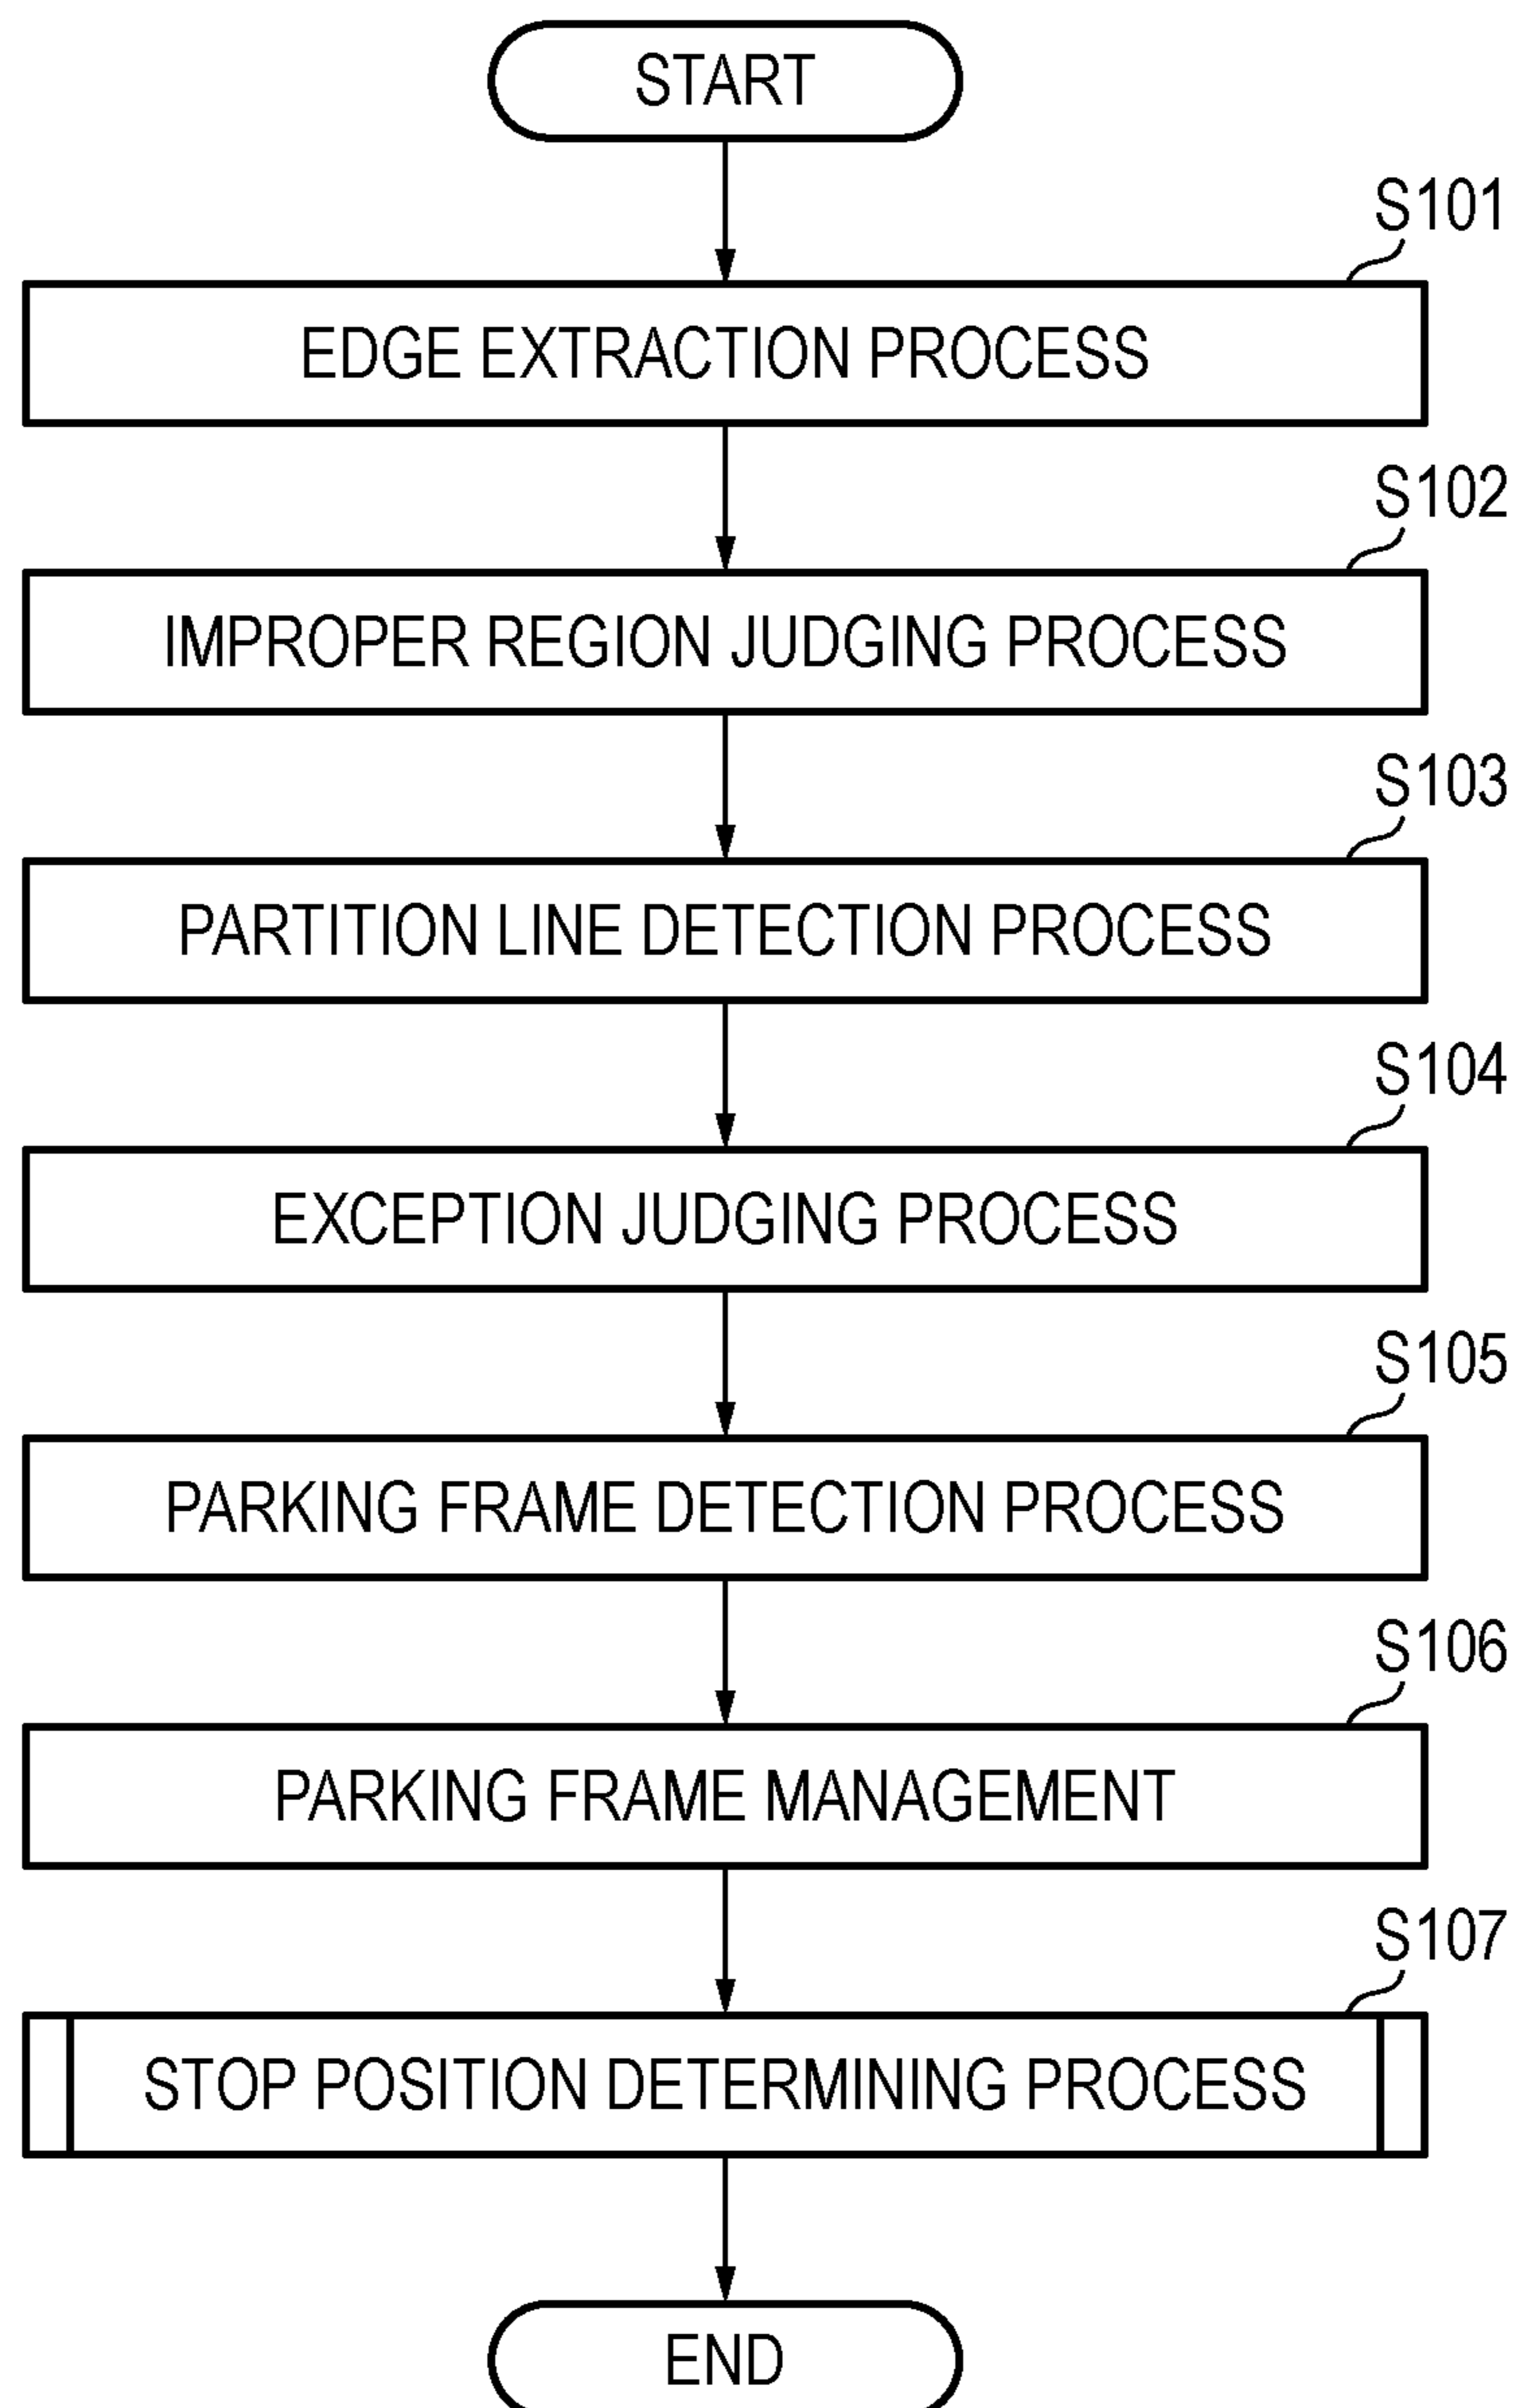 START
S101
EDGE EXTRACTION PROCESS
S102
IMPROPER REGION JUDGING PROCESS
S103
PARTITION LINE DETECTION PROCESS
S104
EXCEPTION JUDGING PROCESS
S105
PARKING FRAME DETECTION PROCESS
S106
PARKING FRAME MANAGEMENT
S107
STOP POSITION DETERMINING PROCESS
END